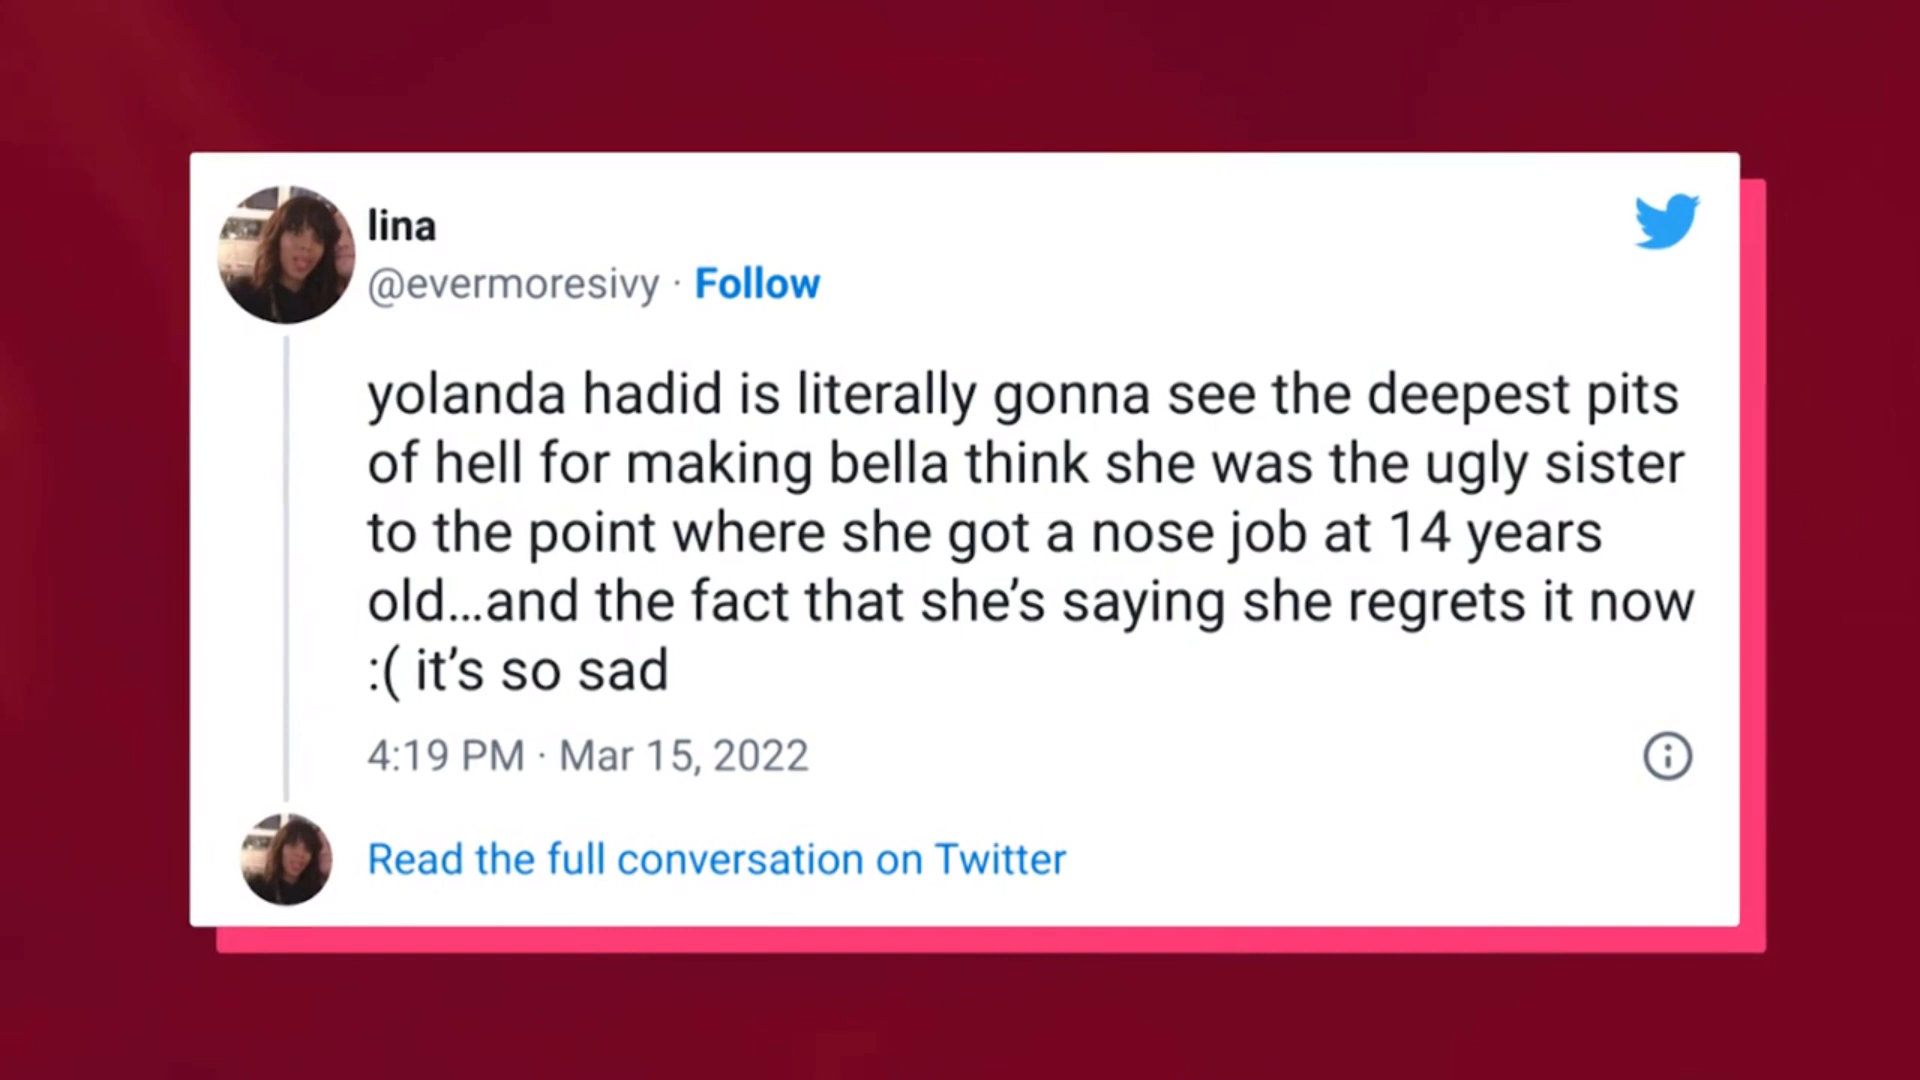 lina
@evermoresivy · Follow
yolanda hadid is literally gonna see the deepest pits
of hell for making bella think she was the ugly sister
to the point where she got a nose job at 14 years
old...and the fact that she’s saying she regrets it now
:( it’s so sad
4:19 PM · Mar 15, 2022
Read the full conversation on Twitter